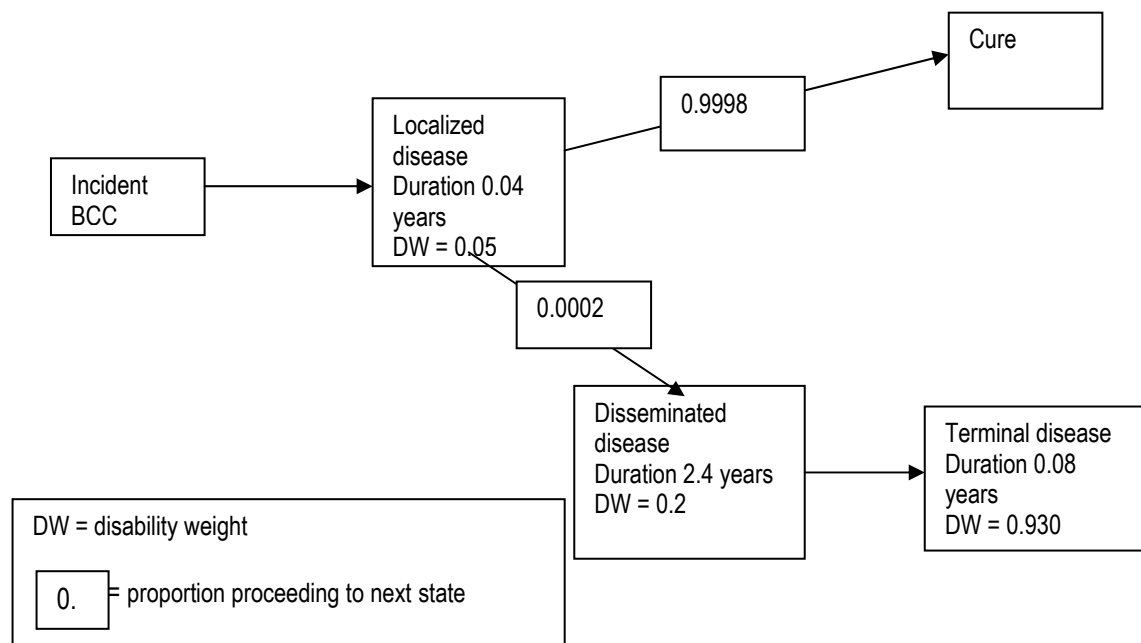 Incident
BCC
Localized
disease
Duration 0.04
years
DW = 0.05
0.9998
Cure
0.0002
Disseminated
disease
Duration 2.4 years
DW = 0.2
Terminal disease
Duration 0.08
years
DW = 0.930
DW = disability weight
0. = proportion proceeding to next state